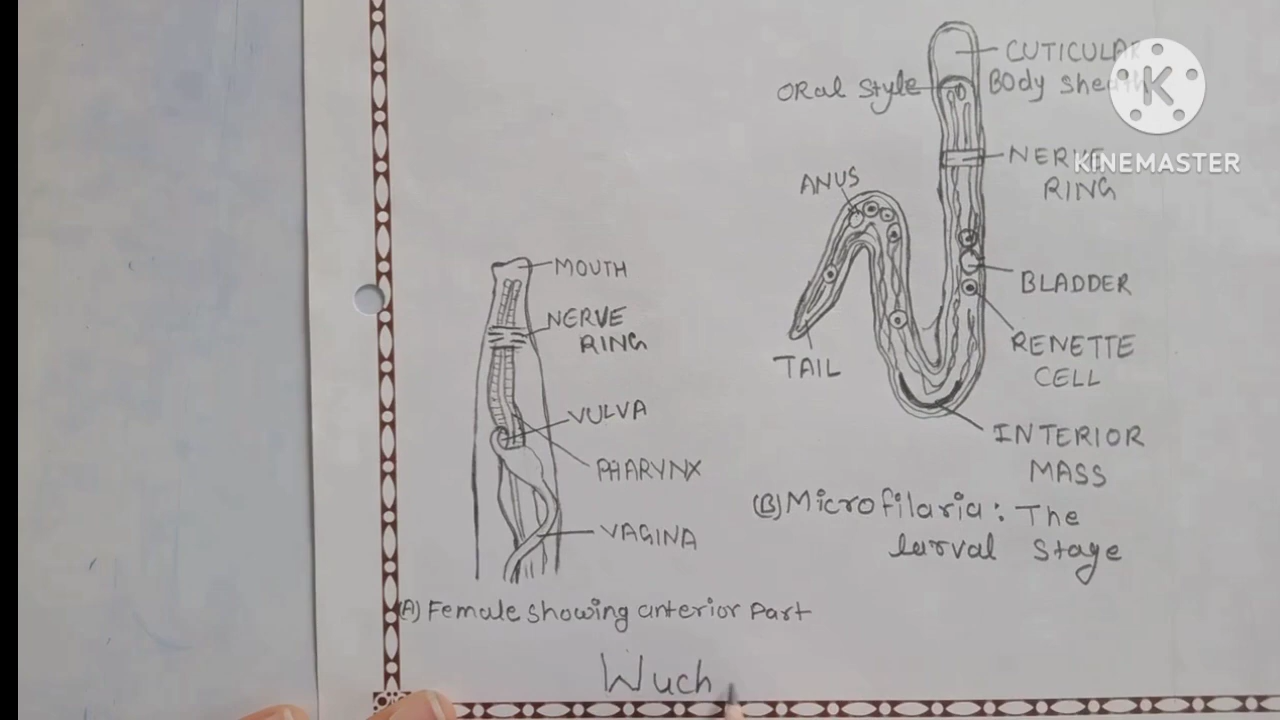 CUTICULAR
Oral Style
Body Sheath
NERVE
RING
ANUS
BLADDER
RENETTE
CELL
TAIL
INTERIOR
MASS
(B) Microfilaria: The
larval Stage
MOUTH
NERVE
RING
VULVA
PHARYNX
VAGINA
(A) Female showing anterior Part
Wuch
K
KINEMASTER